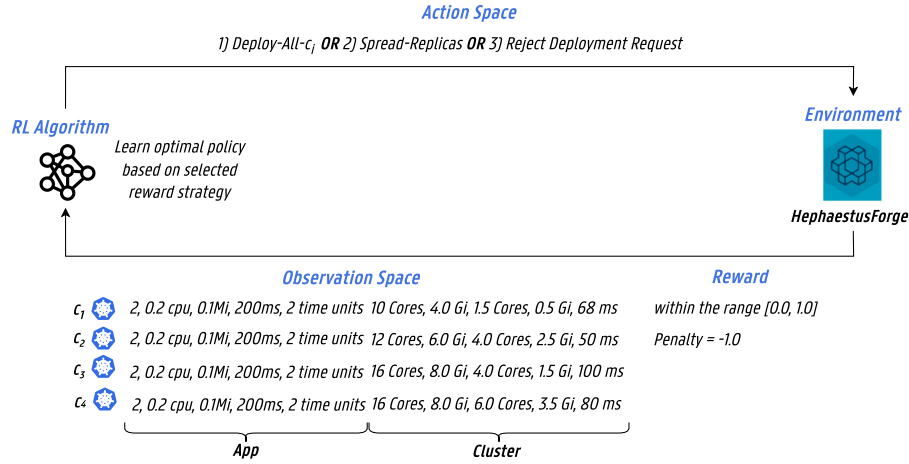 Action Space
1) Deploy-All-ci OR 2) Spread-Replicas OR 3) Reject Deployment Request
RL Algorithm
Learn optimal policy
based on selected
reward strategy
Environment
HephaestusForge
Observation Space
Reward
c1 2, 0.2 cpu, 0.1Mi, 200ms, 2 time units 10 Cores, 4.0 Gi, 1.5 Cores, 0.5 Gi, 68 ms within the range [0.0, 1.0]
c2 2, 0.2 cpu, 0.1Mi, 200ms, 2 time units 12 Cores, 6.0 Gi, 4.0 Cores, 2.5 Gi, 50 ms Penalty = -1.0
c3 2, 0.2 cpu, 0.1Mi, 200ms, 2 time units 16 Cores, 8.0 Gi, 4.0 Cores, 1.5 Gi, 100 ms
c4 2, 0.2 cpu, 0.1Mi, 200ms, 2 time units 16 Cores, 8.0 Gi, 6.0 Cores, 3.5 Gi, 80 ms
App
Cluster